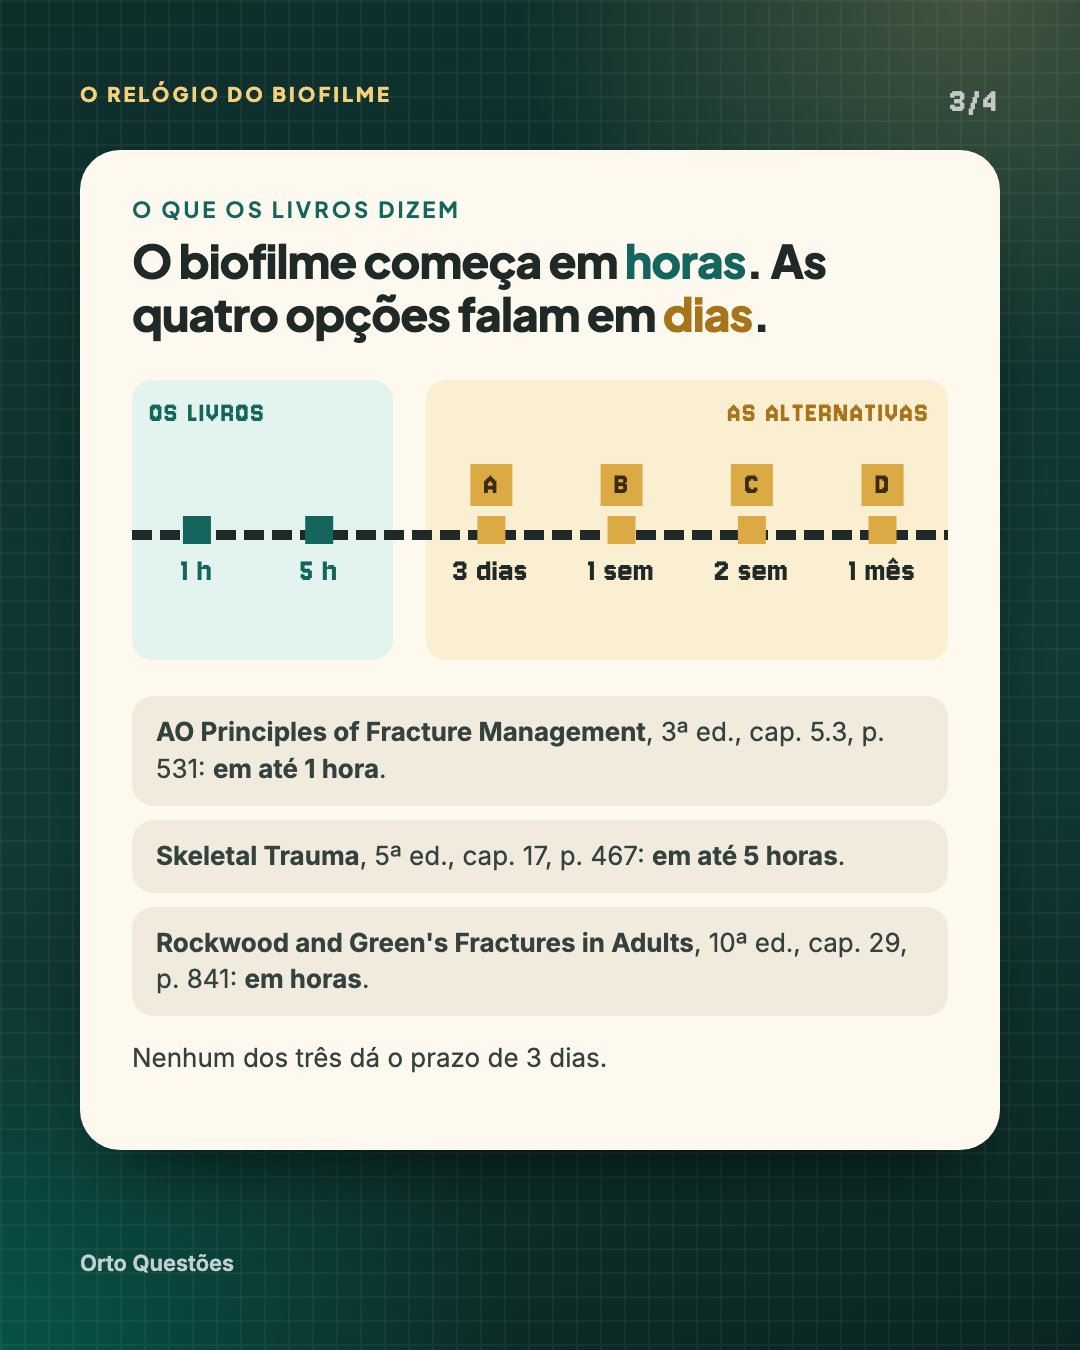 O RELÓGIO DO BIOFILME
3/4
O QUE OS LIVROS DIZEM
O biofilme começa em horas. As
quatro opções falam em dias.
OS LIVROS
AS ALTERNATIVAS
A B C D
1 h 5 h 3 dias 1 sem 2 sem 1 mês
AO Principles of Fracture Management, 3ª ed., cap. 5.3, p.
531: em até 1 hora.
Skeletal Trauma, 5ª ed., cap. 17, p. 467: em até 5 horas.
Rockwood and Green's Fractures in Adults, 10ª ed., cap. 29,
p. 841: em horas.
Nenhum dos três dá o prazo de 3 dias.
Orto Questões